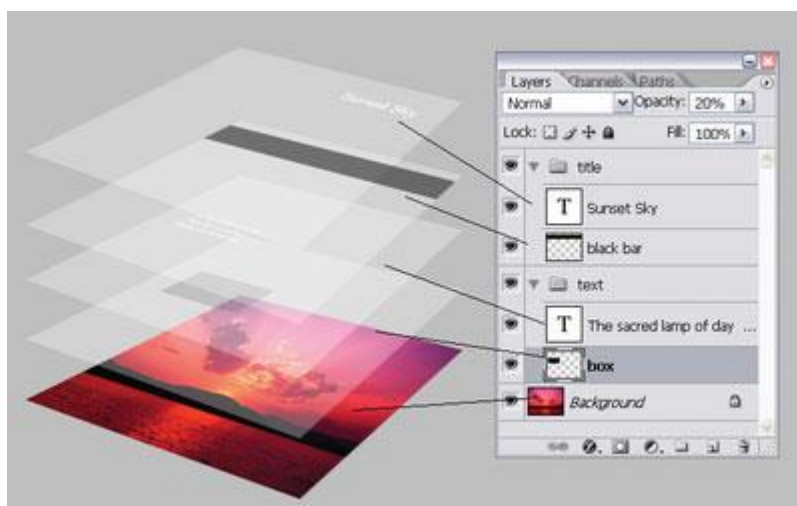 Sunset Sky
Layers Channels Paths
Normal Opacity: 20%
Lock: Fill: 100%
title
T Sunset Sky
black bar
text
T The sacred lamp of day ...
box
Background